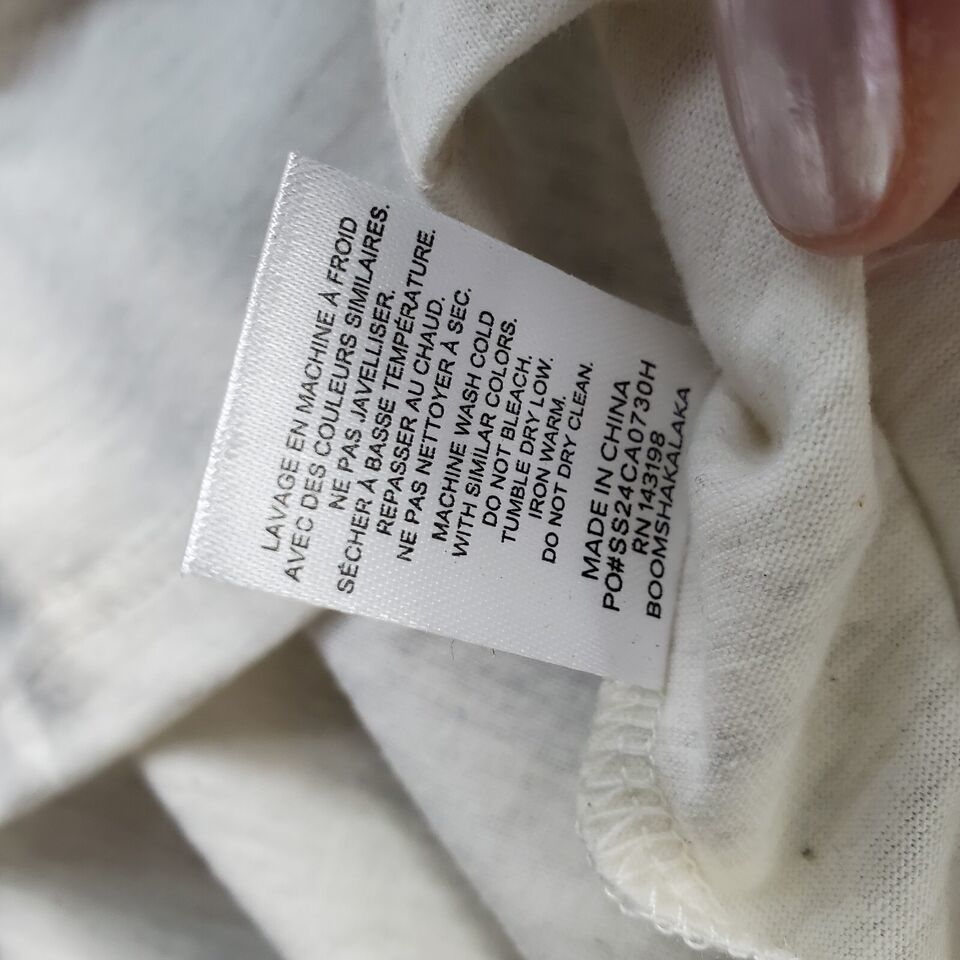 LAVAGE EN MACHINE À FROID
AVEC DES COULEURS SIMILAIRES.
NE PAS JAVELLISER.
SÉCHER À BASSE TEMPÉRATURE.
REPASSER AU CHAUD.
NE PAS NETTOYER À SEC.
MACHINE WASH COLD
WITH SIMILAR COLORS.
DO NOT BLEACH.
TUMBLE DRY LOW.
IRON WARM.
DO NOT DRY CLEAN.
MADE IN CHINA
PO#SS24CA0730H
RN 143198
BOOMSHAKALAKA